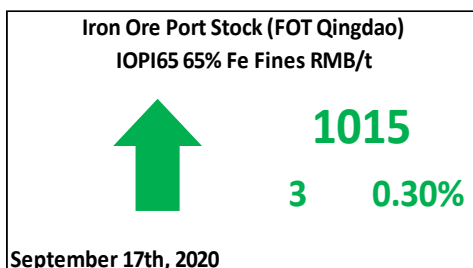 Iron Ore Port Stock (FOT Qingdao)
IOPI65 65% Fe Fines RMB/t
1015
3 0.30%
September 17th, 2020